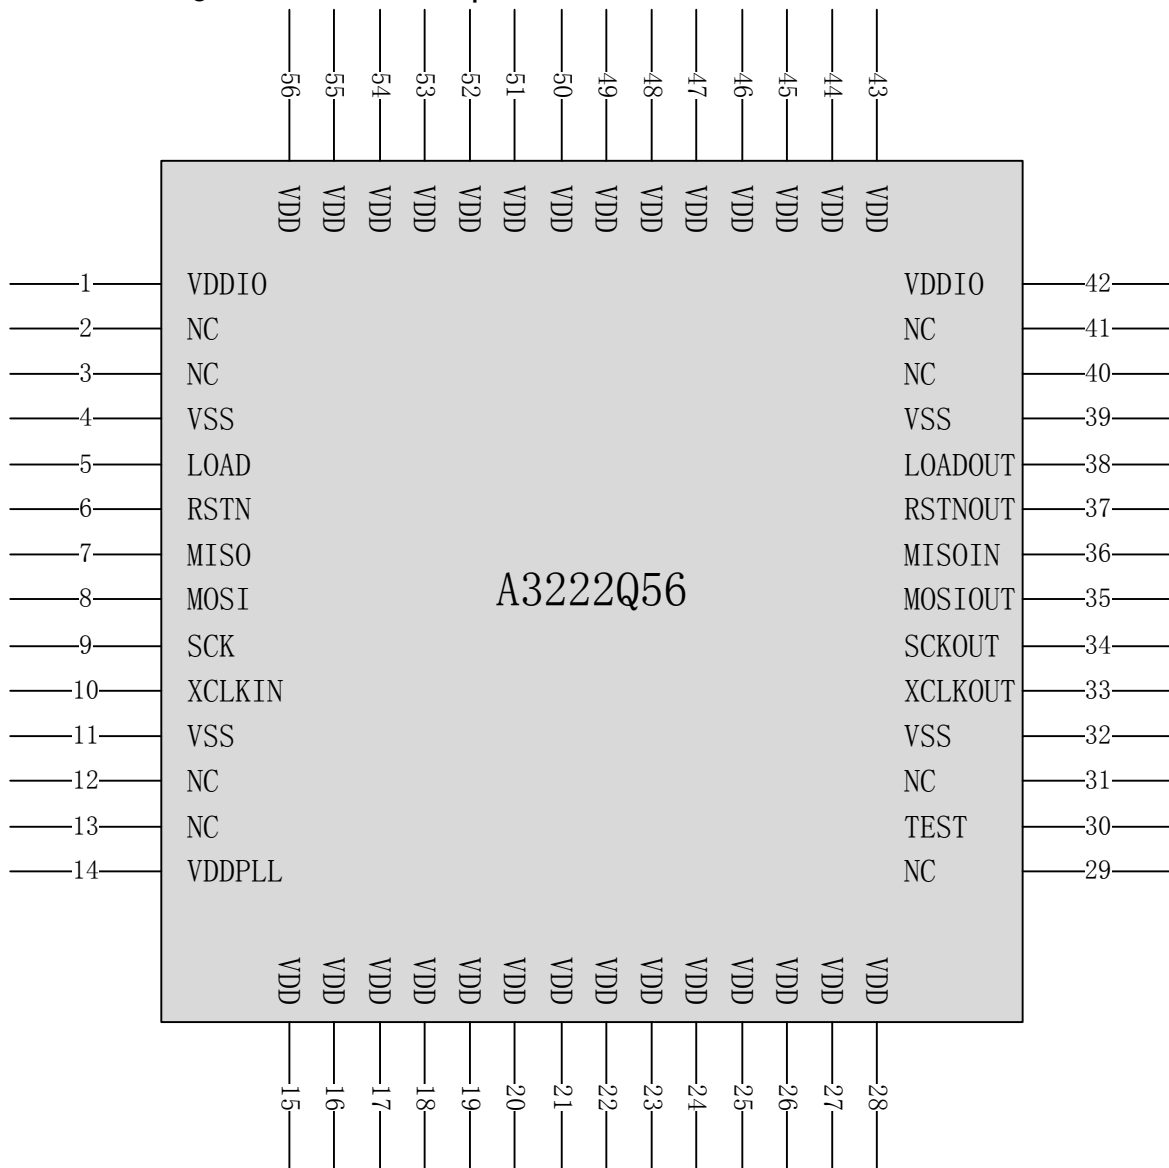 56 55 54 53 52 51 50 49 48 47 46 45 44 43
VDD VDD VDD VDD VDD VDD VDD VDD VDD VDD VDD VDD VDD VDD
1 VDDIO VDDIO 42
2 NC NC 41
3 NC NC 40
4 VSS VSS 39
5 LOAD LOADOUT 38
6 RSTN RSTNOUT 37
7 MISO MISOIN 36
8 MOSI MOSIOUT 35
A3222Q56
9 SCK SCKOUT 34
10 XCLKIN XCLKOUT 33
11 VSS VSS 32
12 NC NC 31
13 NC TEST 30
14 VDDPLL NC 29
VDD VDD VDD VDD VDD VDD VDD VDD VDD VDD VDD VDD VDD VDD
15 16 17 18 19 20 21 22 23 24 25 26 27 28